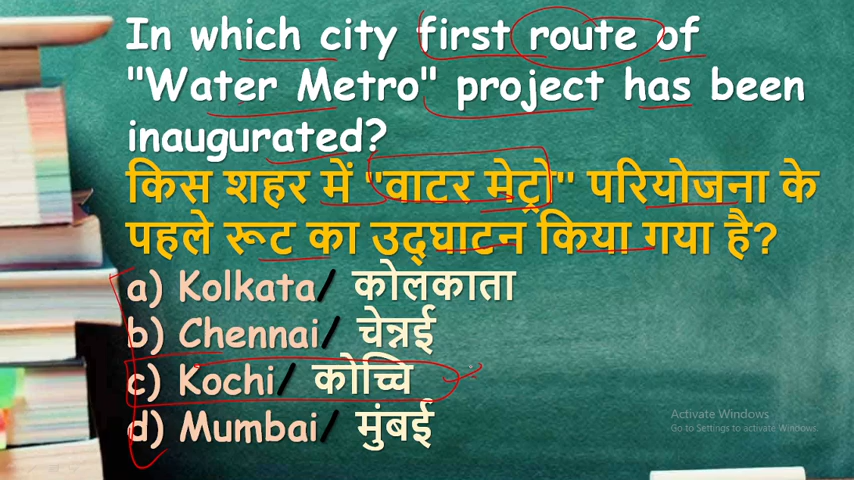 In which city first route of
"Water Metro" project has been
inaugurated?
किस शहर में "वाटर मेट्रो" परियोजना के
पहले रूट का उद्घाटन किया गया है?
a) Kolkata/ कोलकाता
b) Chennai/ चेन्नई
c) Kochi/ कोच्चि
d) Mumbai/ मुंबई
Activate Windows
Go to Settings to activate Windows.